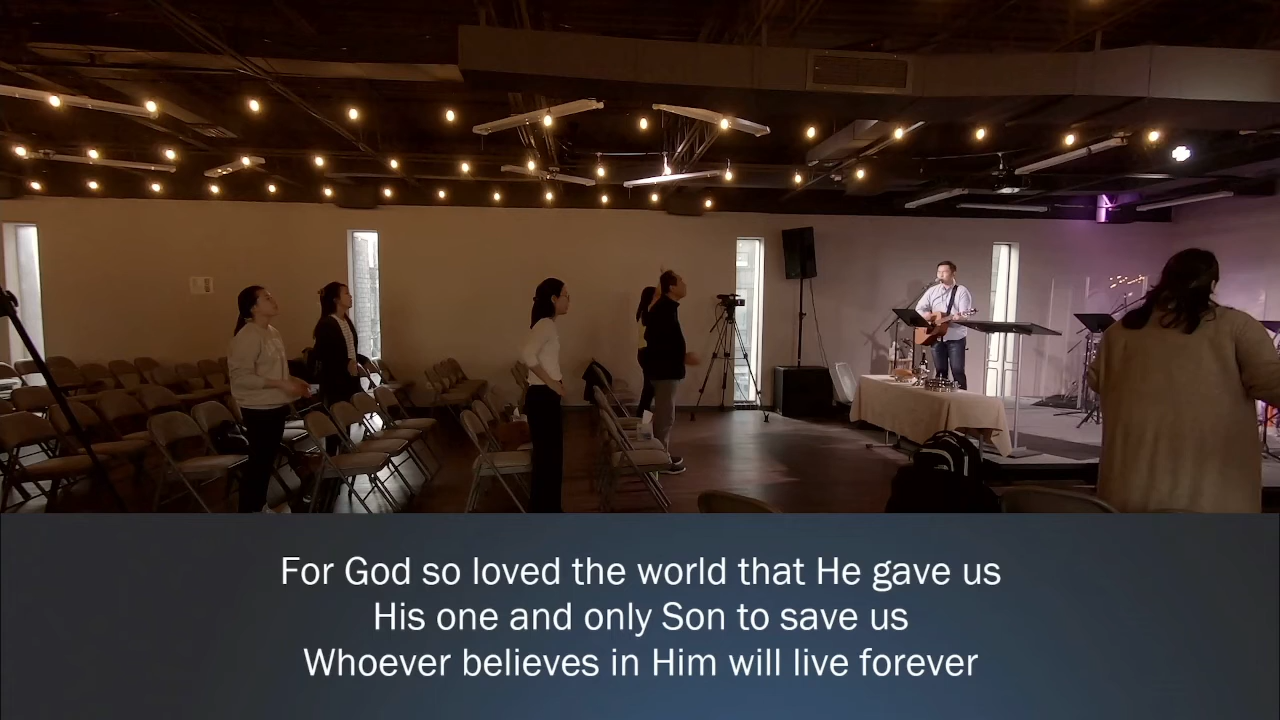 For God so loved the world that He gave us
His one and only Son to save us
Whoever believes in Him will live forever